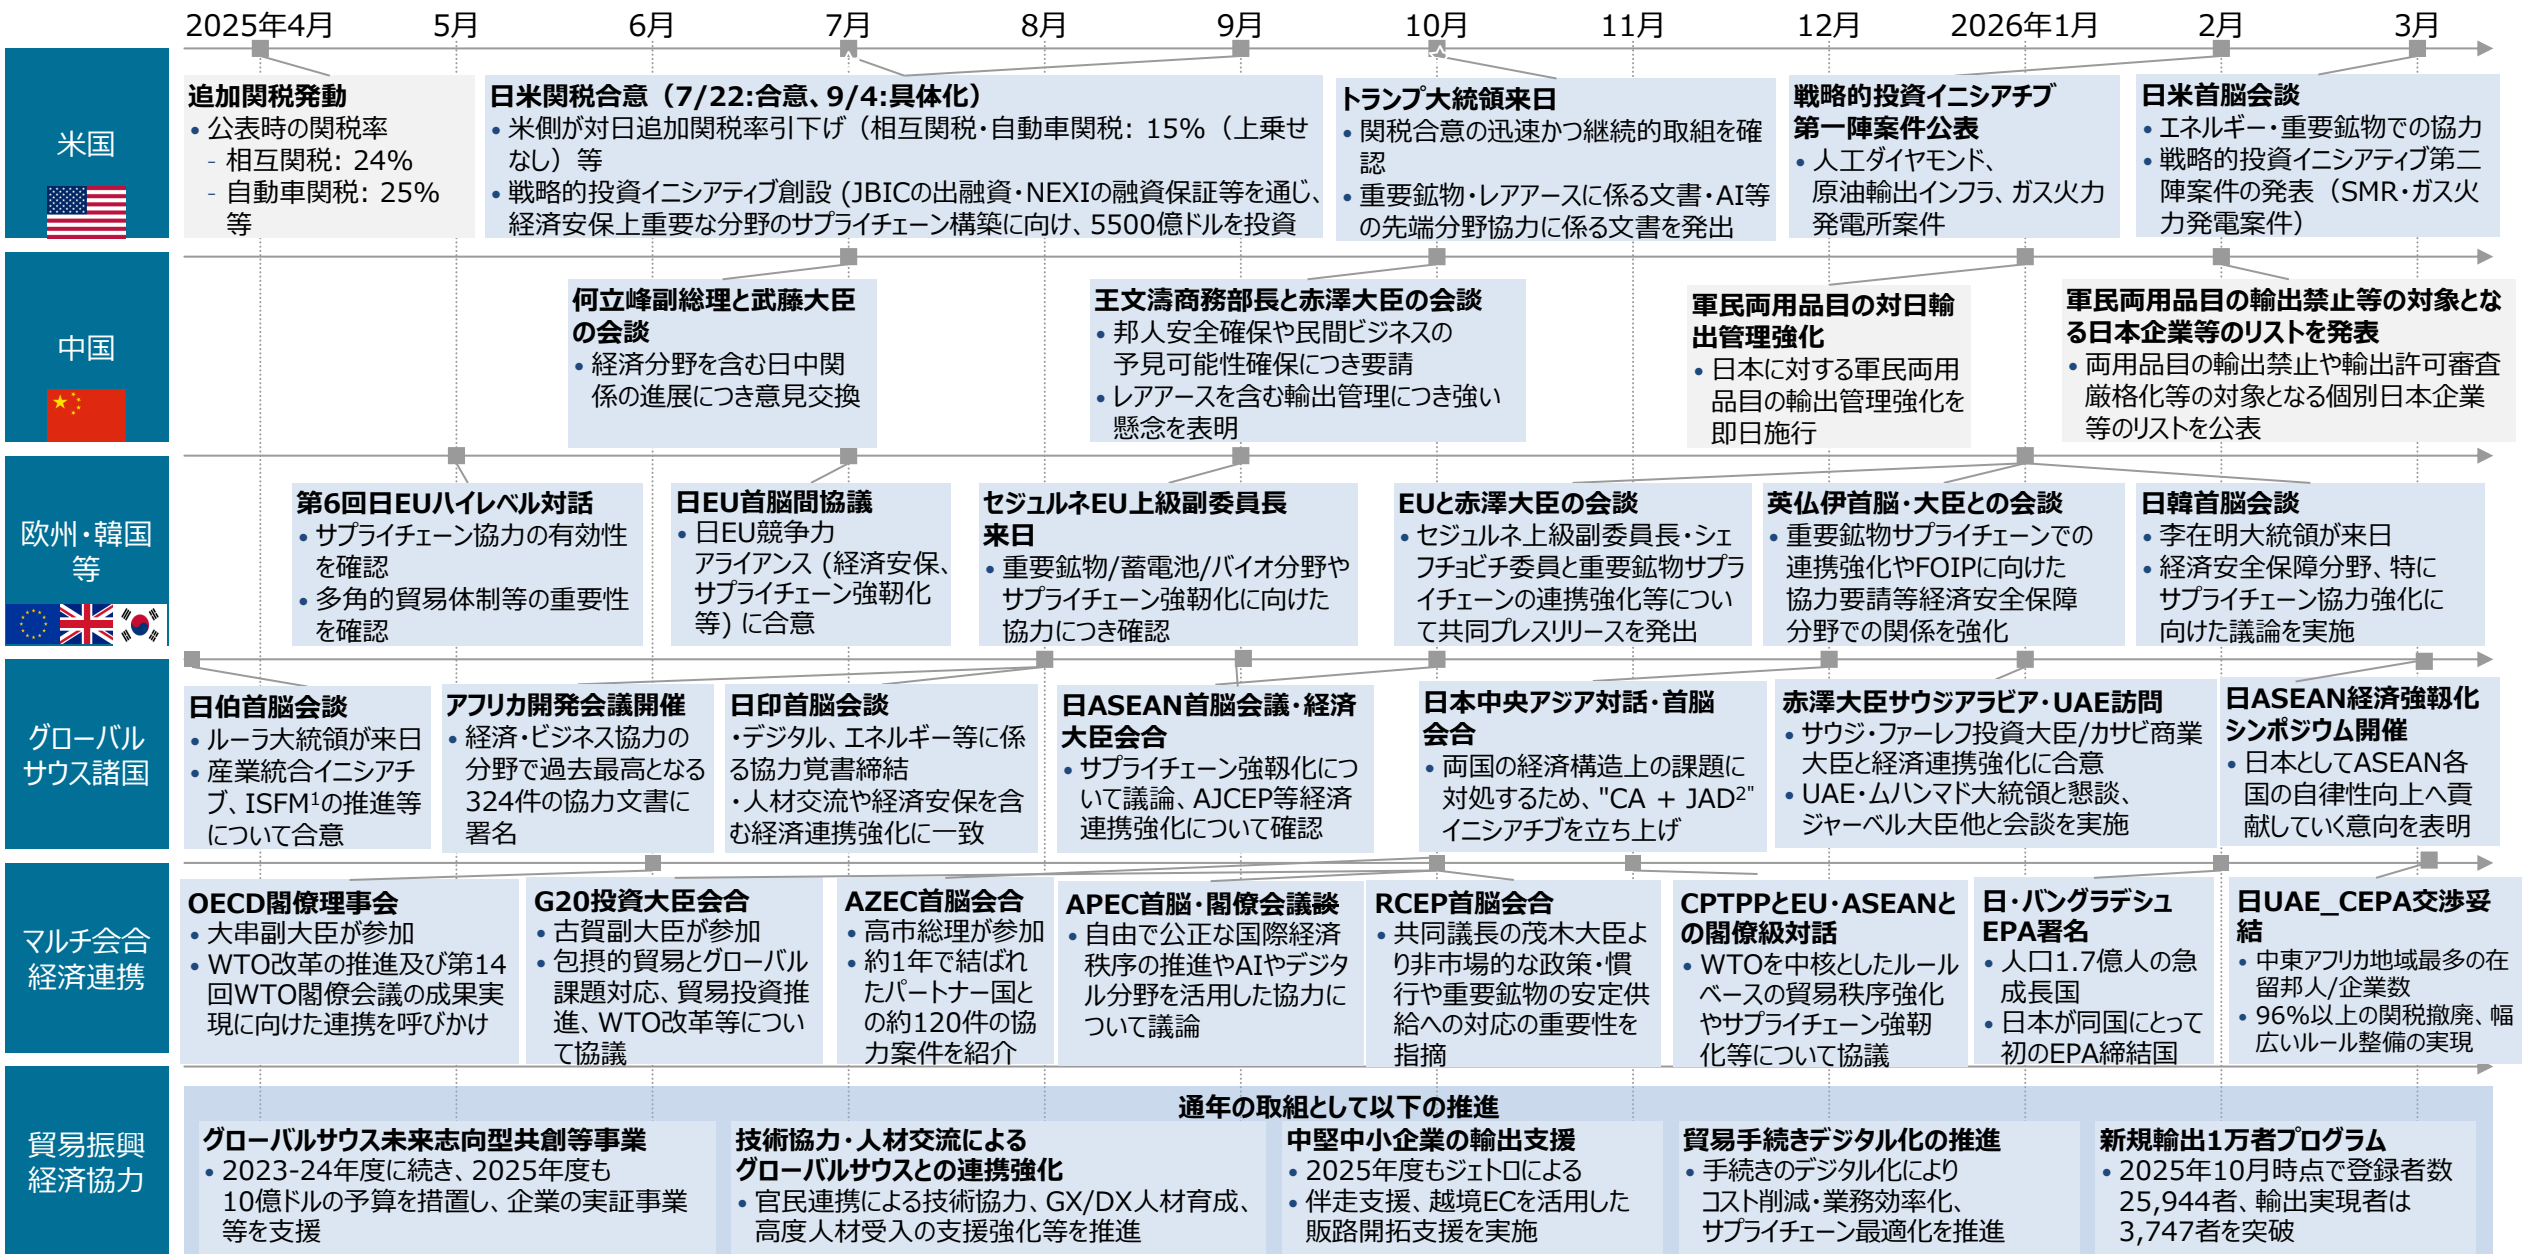 2025年4月
5月
6月
7月
8月
9月
10月
11月
12月
2026年1月
2月
3月
米国
追加関税発動
• 公表時の関税率
- 相互関税: 24%
- 自動車関税: 25%
等
日米関税合意（7/22:合意、9/4:具体化）
• 米側が対日追加関税率引下げ（相互関税・自動車関税: 15%（上乗せ
なし）等
• 戦略的投資イニシアティブ創設 (JBICの出融資・NEXIの融資保証等を通じ、
経済安保上重要な分野のサプライチェーン構築に向け、5500億ドルを投資
トランプ大統領来日
• 関税合意の迅速かつ継続的取組を確
認
• 重要鉱物・レアアースに係る文書・AI等
の先端分野協力に係る文書を発出
戦略的投資イニシアチブ
第一陣案件公表
• 人工ダイヤモンド、
原油輸出インフラ、ガス火力
発電所案件
日米首脳会談
• エネルギー・重要鉱物での協力
• 戦略的投資イニシアティブ第二
陣案件の発表（SMR・ガス火
力発電案件）
中国
何立峰副総理と武藤大臣
の会談
• 経済分野を含む日中関
係の進展につき意見交換
王文濤商務部長と赤澤大臣の会談
• 邦人安全確保や民間ビジネスの
予見可能性確保につき要請
• レアアースを含む輸出管理につき強い
懸念を表明
軍民両用品目の対日輸
出管理強化
• 日本に対する軍民両用
品目の輸出管理強化を
即日施行
軍民両用品目の輸出禁止等の対象とな
る日本企業等のリストを発表
• 両用品目の輸出禁止や輸出許可審査
厳格化等の対象となる個別日本企業
等のリストを公表
欧州・韓国
等
第6回日EUハイレベル対話
• サプライチェーン協力の有効性
を確認
• 多角的貿易体制等の重要性
を確認
日EU首脳間協議
• 日EU競争力
アライアンス (経済安保、
サプライチェーン強靭化
等) に合意
セジュルネEU上級副委員長
来日
• 重要鉱物/蓄電池/バイオ分野や
サプライチェーン強靭化に向けた
協力につき確認
EUと赤澤大臣の会談
• セジュルネ上級副委員長・シェ
フチョビチ委員と重要鉱物サプラ
イチェーンの連携強化等につい
て共同プレスリリースを発出
英仏伊首脳・大臣との会談
• 重要鉱物サプライチェーンでの
連携強化やFOIPに向けた
協力要請等経済安全保障
分野での関係を強化
日韓首脳会談
• 李在明大統領が来日
• 経済安全保障分野、特に
サプライチェーン協力強化に
向けた議論を実施
グローバル
サウス諸国
日伯首脳会談
• ルーラ大統領が来日
• 産業統合イニシアチ
ブ、ISFM1の推進等
について合意
アフリカ開発会議開催
• 経済・ビジネス協力の
分野で過去最高となる
324件の協力文書に
署名
日印首脳会談
・デジタル、エネルギー等に係
る協力覚書締結
・人材交流や経済安保を含
む経済連携強化に一致
日ASEAN首脳会議・経済
大臣会合
• サプライチェーン強靱化につ
いて議論、AJCEP等経済
連携強化について確認
日本中央アジア対話・首脳
会合
• 両国の経済構造上の課題に
対処するため、"CA + JAD2"
イニシアチブを立ち上げ
赤澤大臣サウジアラビア・UAE訪問
• サウジ・ファーレフ投資大臣/カサビ商業
大臣と経済連携強化に合意
• UAE・ムハンマド大統領と懇談、
ジャーベル大臣他と会談を実施
日ASEAN経済強靱化
シンポジウム開催
• 日本としてASEAN各
国の自律性向上へ貢
献していく意向を表明
マルチ会合
経済連携
OECD閣僚理事会
• 大串副大臣が参加
• WTO改革の推進及び第14
回WTO閣僚会議の成果実
現に向けた連携を呼びかけ
G20投資大臣会合
• 古賀副大臣が参加
• 包摂的貿易とグローバル
課題対応、貿易投資推
進、WTO改革等につい
て協議
AZEC首脳会合
• 高市総理が参加
• 約1年で結ばれ
たパートナー国と
の約120件の協
力案件を紹介
APEC首脳・閣僚会議談
• 自由で公正な国際経済
秩序の推進やAIやデジタ
ル分野を活用した協力に
ついて議論
RCEP首脳会合
• 共同議長の茂木大臣よ
り非市場的な政策・慣
行や重要鉱物の安定供
給への対応の重要性を
指摘
CPTPPとEU・ASEANと
の閣僚級対話
• WTOを中核としたルール
ベースの貿易秩序強化
やサプライチェーン強靭
化等について協議
日・バングラデシュ
EPA署名
• 人口1.7億人の急
成長国
• 日本が同国にとって
初のEPA締結国
日UAE_CEPA交渉妥
結
• 中東アフリカ地域最多の在
留邦人/企業数
• 96%以上の関税撤廃、幅
広いルール整備の実現
貿易振興
経済協力
通年の取組として以下の推進
グローバルサウス未来志向型共創等事業
• 2023-24年度に続き、2025年度も
10億ドルの予算を措置し、企業の実証事業
等を支援
技術協力・人材交流による
グローバルサウスとの連携強化
• 官民連携による技術協力、GX/DX人材育成、
高度人材受入の支援強化等を推進
中堅中小企業の輸出支援
• 2025年度もジェトロによる
• 伴走支援、越境ECを活用した
販路開拓支援を実施
貿易手続きデジタル化の推進
• 手続きのデジタル化により
コスト削減・業務効率化、
サプライチェーン最適化を推進
新規輸出1万者プログラム
• 2025年10月時点で登録者数
25,944者、輸出実現者は
3,747者を突破